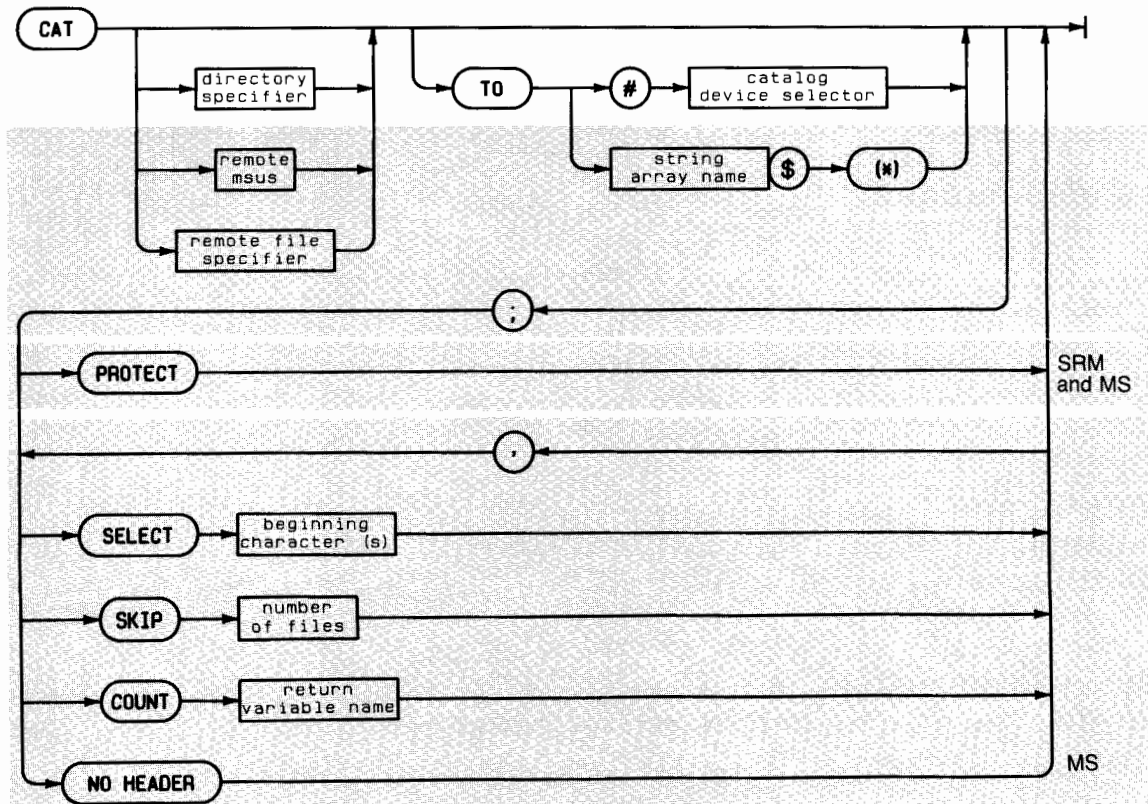 CAT
directory
specifier
TO
#
catalog
device selector
remote
msus
string
array name
$
(*)
remote file
specifier
;
PROTECT
SRM
and MS
,
SELECT
beginning
character (s)
SKIP
number
of files
COUNT
return
variable name
NO HEADER
MS